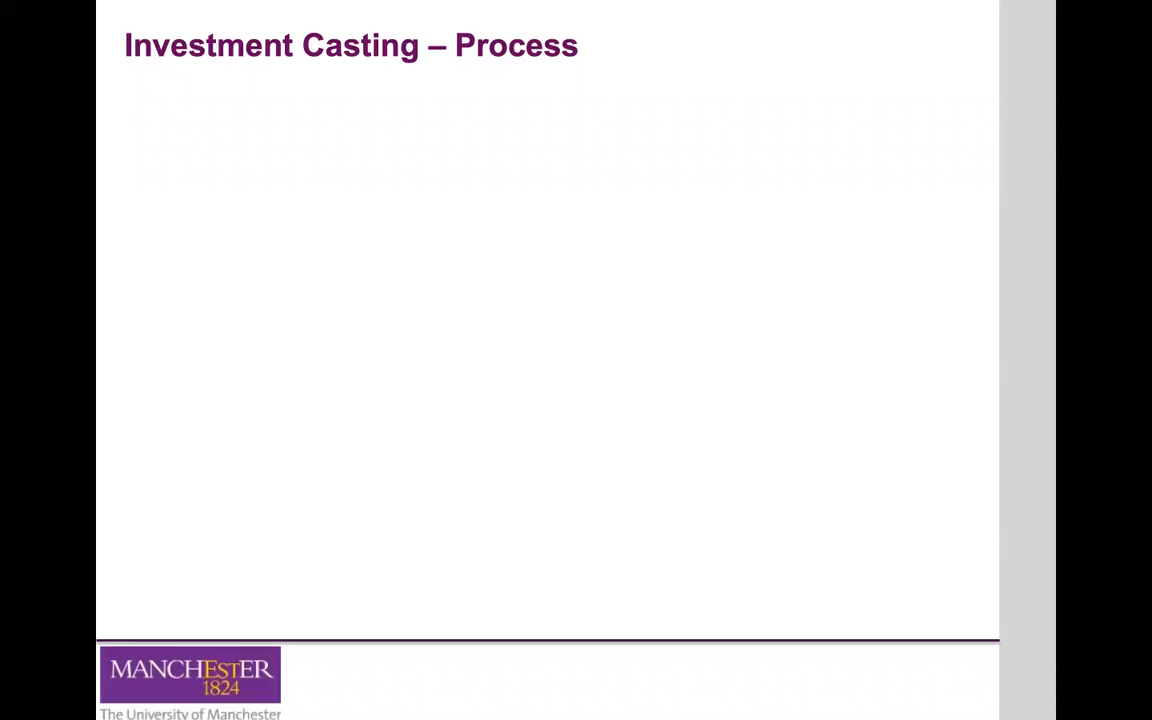 Investment Casting – Process
MANCHESTER
1824
The University of Manchester